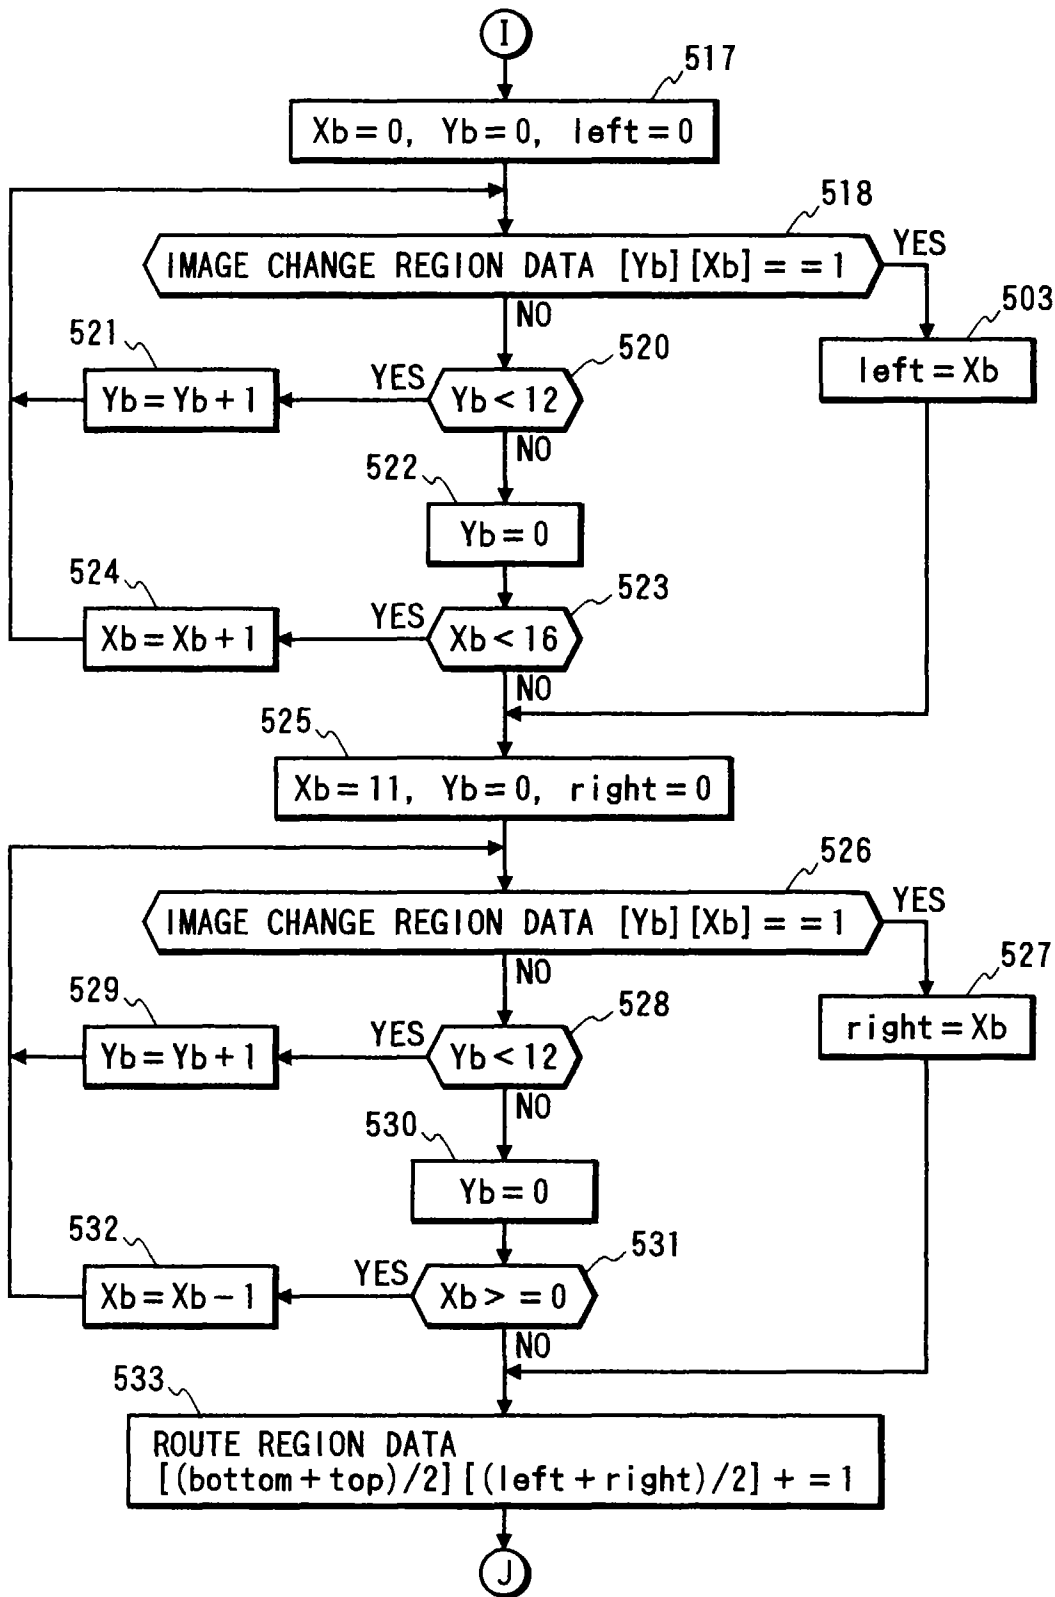 I
517
Xb=0, Yb=0, left=0
518
IMAGE CHANGE REGION DATA [Yb][Xb]==1
YES
NO
503
left=Xb
521
Yb=Yb+1
YES
520
Yb<12
NO
522
Yb=0
524
Xb=Xb+1
YES
523
Xb<16
NO
525
Xb=11, Yb=0, right=0
526
IMAGE CHANGE REGION DATA [Yb][Xb]==1
YES
NO
527
right=Xb
529
Yb=Yb+1
YES
528
Yb<12
NO
530
Yb=0
532
Xb=Xb-1
YES
531
Xb>=0
NO
533
ROUTE REGION DATA
[(bottom+top)/2][(left+right)/2]+=1
J